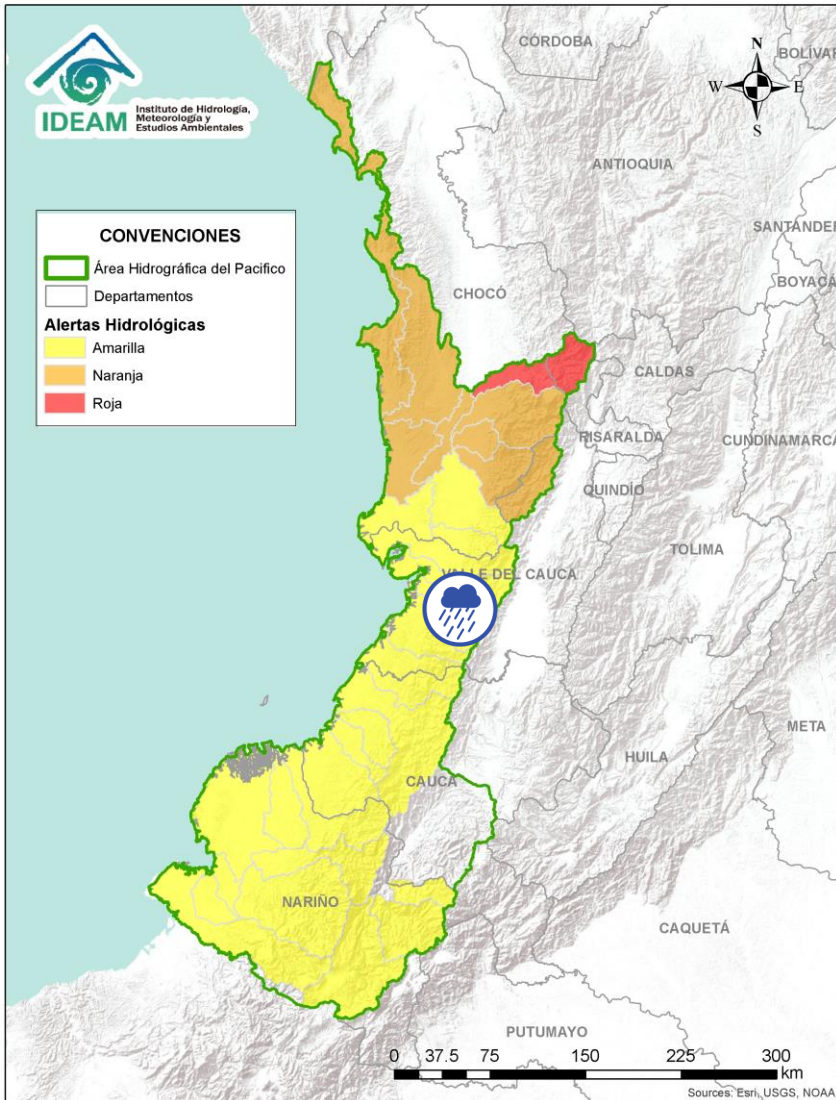 IDEAM
Instituto de Hidrología,
Meteorología y
Estudios Ambientales
CONVENCIONES
Área Hidrográfica del Pacifico
Departamentos
Alertas Hidrológicas
Amarilla
Naranja
Roja
N
W
E
S
CÓRDOBA
BOLÍVAR
ANTIOQUIA
SANTANDER
BOYACÁ
CHOCÓ
CALDAS
RISARALDA
CUNDINAMARCA
QUINDÍO
TOLIMA
VALLE DEL CAUCA
META
HUILA
CAUCA
NARIÑO
CAQUETÁ
PUTUMAYO
0 37.5 75 150 225 300
km
Sources: Esri, USGS, NOAA